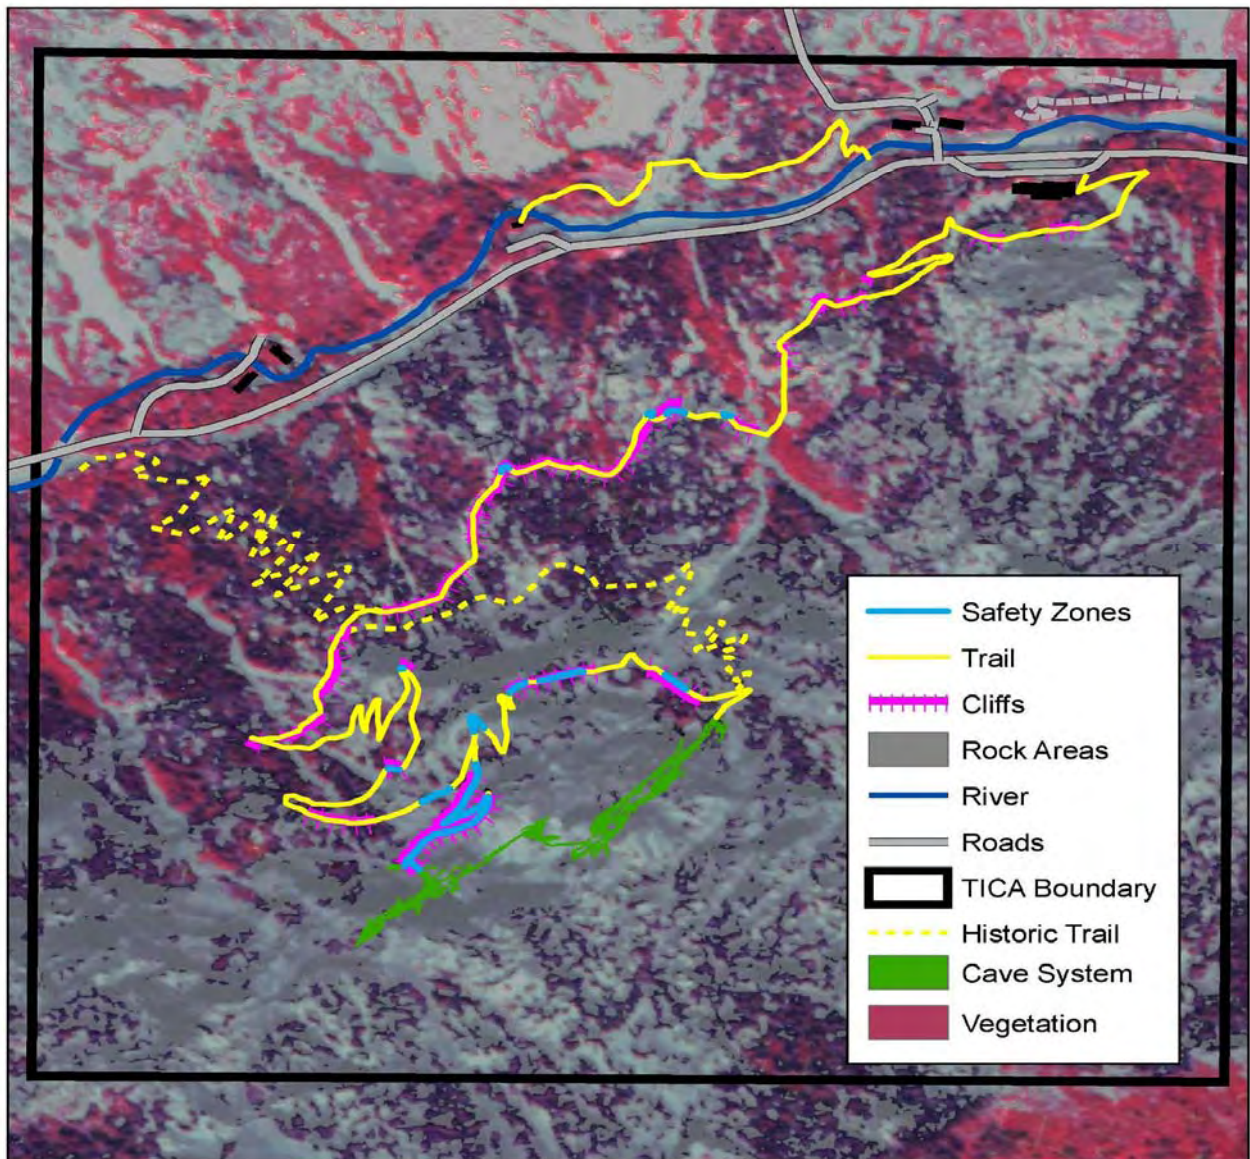 Safety Zones
Trail
Cliffs
Rock Areas
River
Roads
TICA Boundary
Historic Trail
Cave System
Vegetation